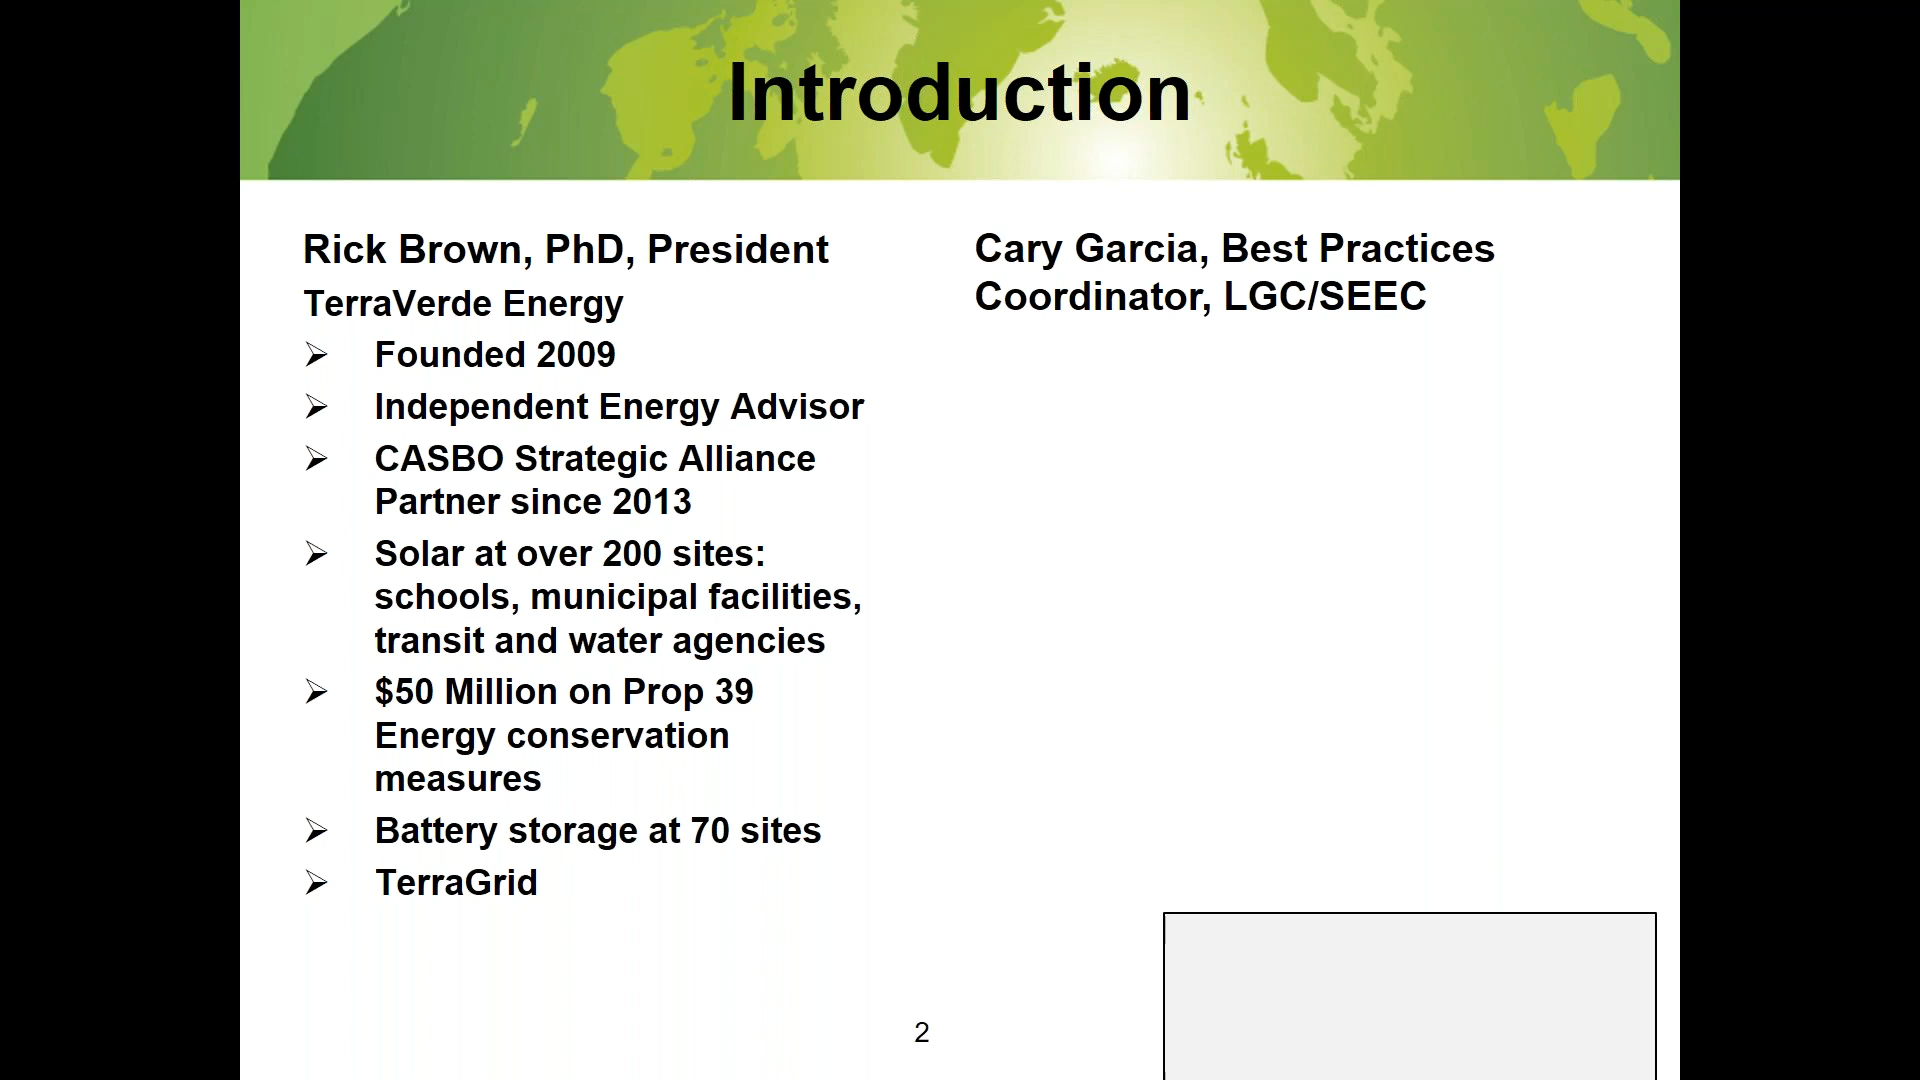 Introduction
Rick Brown, PhD, President
TerraVerde Energy
➢ Founded 2009
➢ Independent Energy Advisor
➢ CASBO Strategic Alliance
Partner since 2013
➢ Solar at over 200 sites:
schools, municipal facilities,
transit and water agencies
➢ $50 Million on Prop 39
Energy conservation
measures
➢ Battery storage at 70 sites
➢ TerraGrid
Cary Garcia, Best Practices
Coordinator, LGC/SEEC
2